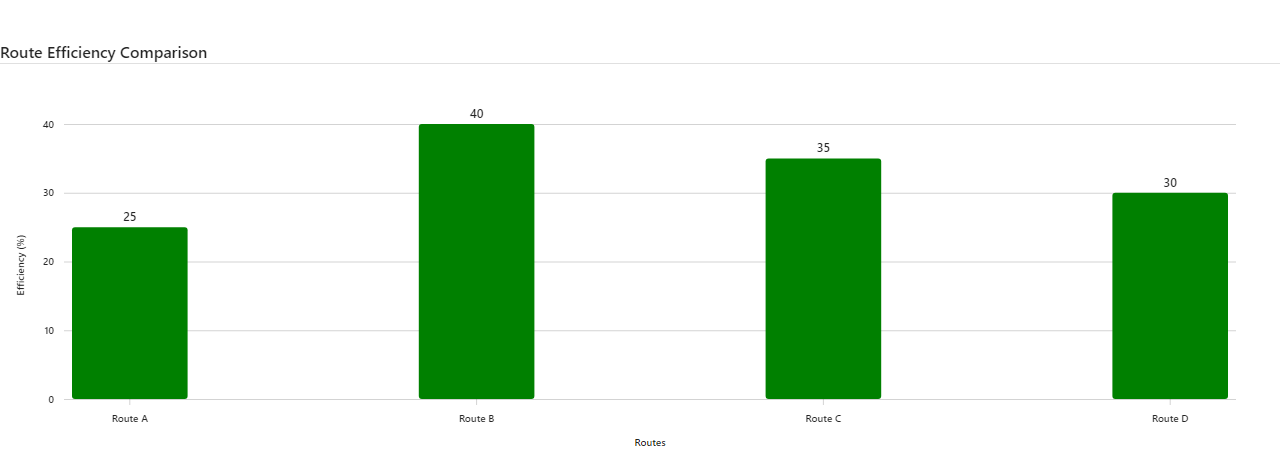 Route Efficiency Comparison
40
35
30
25
40
30
20
10
0
Efficiency (%)
Route A
Route B
Route C
Route D
Routes